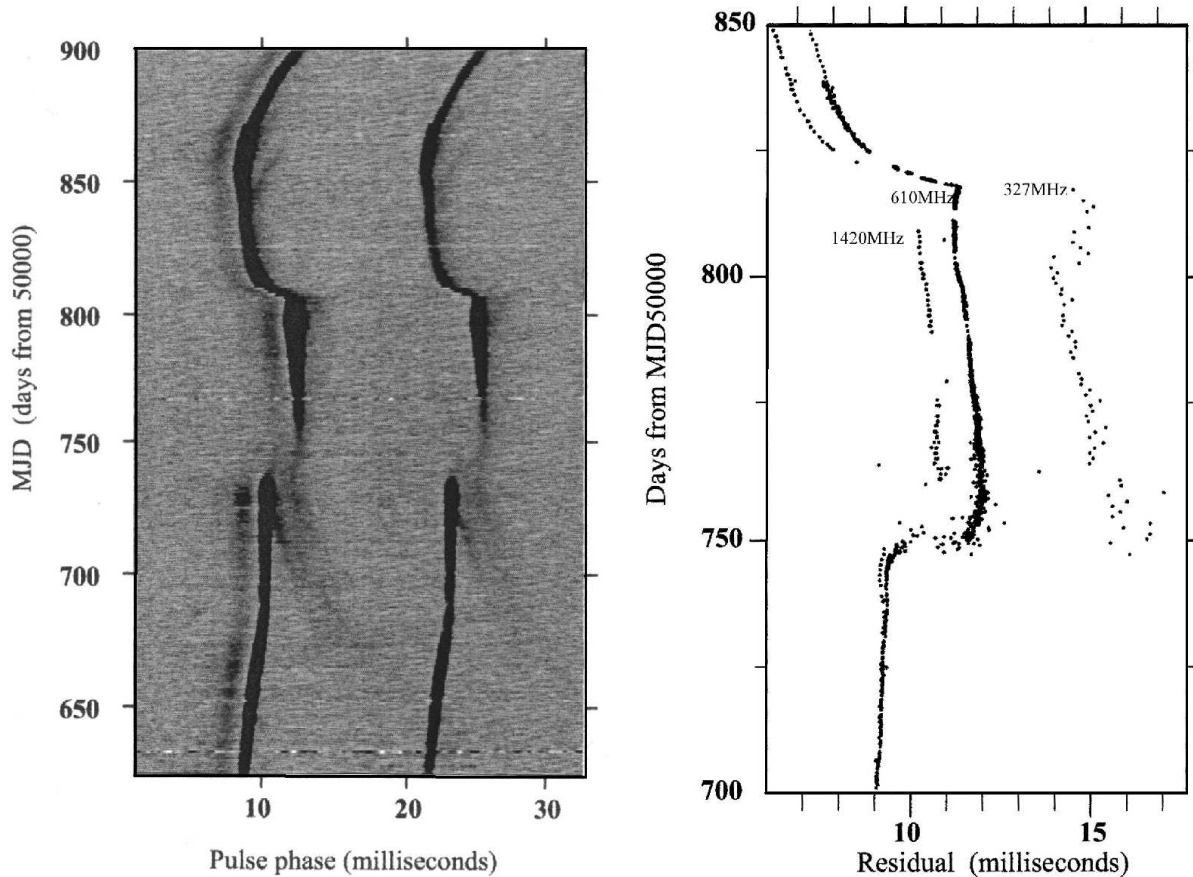 900
850
800
750
700
650
MJD ((days from 50000)
10
20
30
Pulse phase (milliseconds)
850
800
750
700
Days from MJD50000
610MHz
327MHz
1420MHz
10
15
Residual (milliseconds)